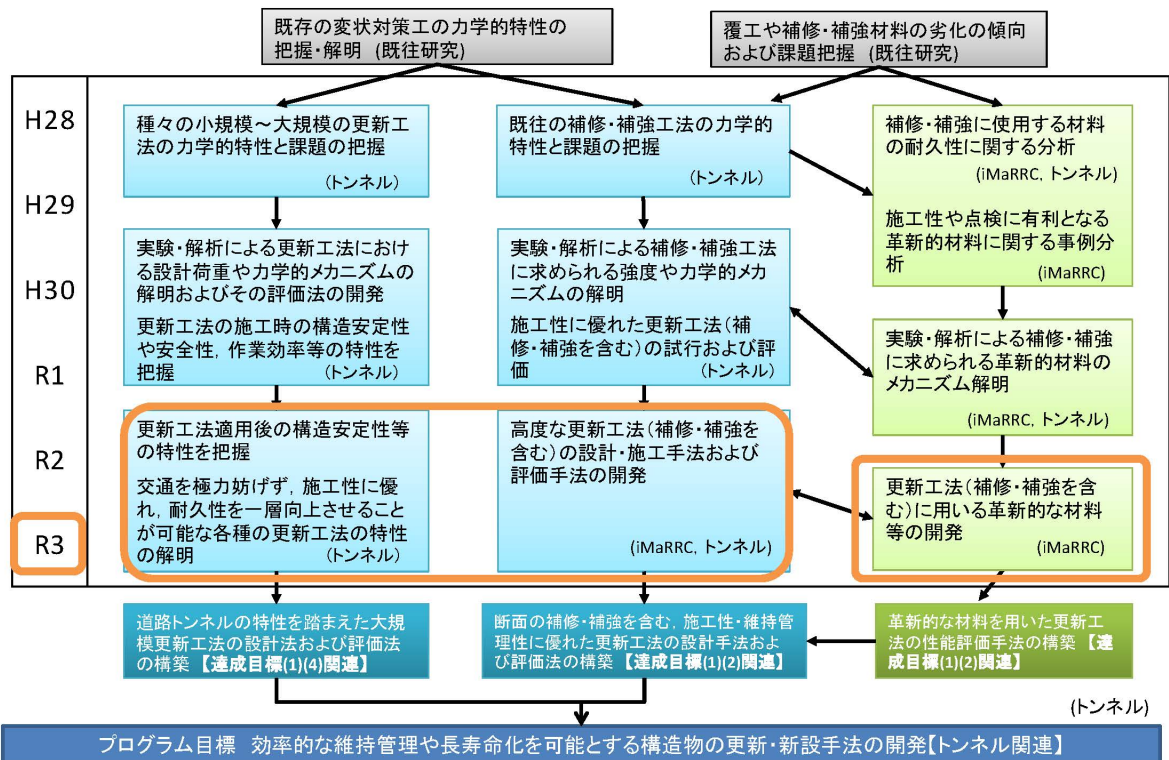 既存の変状対策工の力学的特性の
把握・解明 (既往研究)
覆工や補修・補強材料の劣化の傾向
および課題把握 (既往研究)
H28
H29
H30
R1
R2
R3
種々の小規模～大規模の更新工
法の力学的特性と課題の把握
(トンネル)
既往の補修・補強工法の力学的
特性と課題の把握
(トンネル)
補修・補強に使用する材料
の耐久性に関する分析
(iMaRRC, トンネル)
施工性や点検に有利となる
革新的材料に関する事例分
析
(iMaRRC)
実験・解析による更新工法にお
ける設計荷重や力学的メカニズムの
解明およびその評価法の開発
更新工法の施工時の構造安定性
や安全性, 作業効率等の特性を
把握
(トンネル)
実験・解析による補修・補強工法
に求められる強度や力学的メカ
ニズムの解明
施工性に優れた更新工法(補
修・補強を含む)の試行および評
価
(トンネル)
実験・解析による補修・補強
に求められる革新的材料の
メカニズム解明
(iMaRRC, トンネル)
更新工法適用後の構造安定性等
の特性を把握
交通を極力妨げず, 施工性に優
れ, 耐久性を一層向上させること
が可能な各種の更新工法の特性
の解明
(トンネル)
高度な更新工法(補修・補強を
含む)の設計・施工手法および
評価手法の開発
(iMaRRC, トンネル)
更新工法(補修・補強を含
む)に用いる革新的な材料
等の開発
(iMaRRC)
道路トンネルの特性を踏まえた大規
模更新工法の設計法および評価法
の構築 【達成目標(1)(4)関連】
断面の補修・補強を含む, 施工性・維持管
理性に優れた更新工法の設計手法およ
び評価法の構築 【達成目標(1)(2)関連】
革新的な材料を用いた更新工
法の性能評価手法の構築 【達
成目標(1)(2)関連】
(トンネル)
プログラム目標 効率的な維持管理や長寿命化を可能とする構造物の更新・新設手法の開発【トンネル関連】